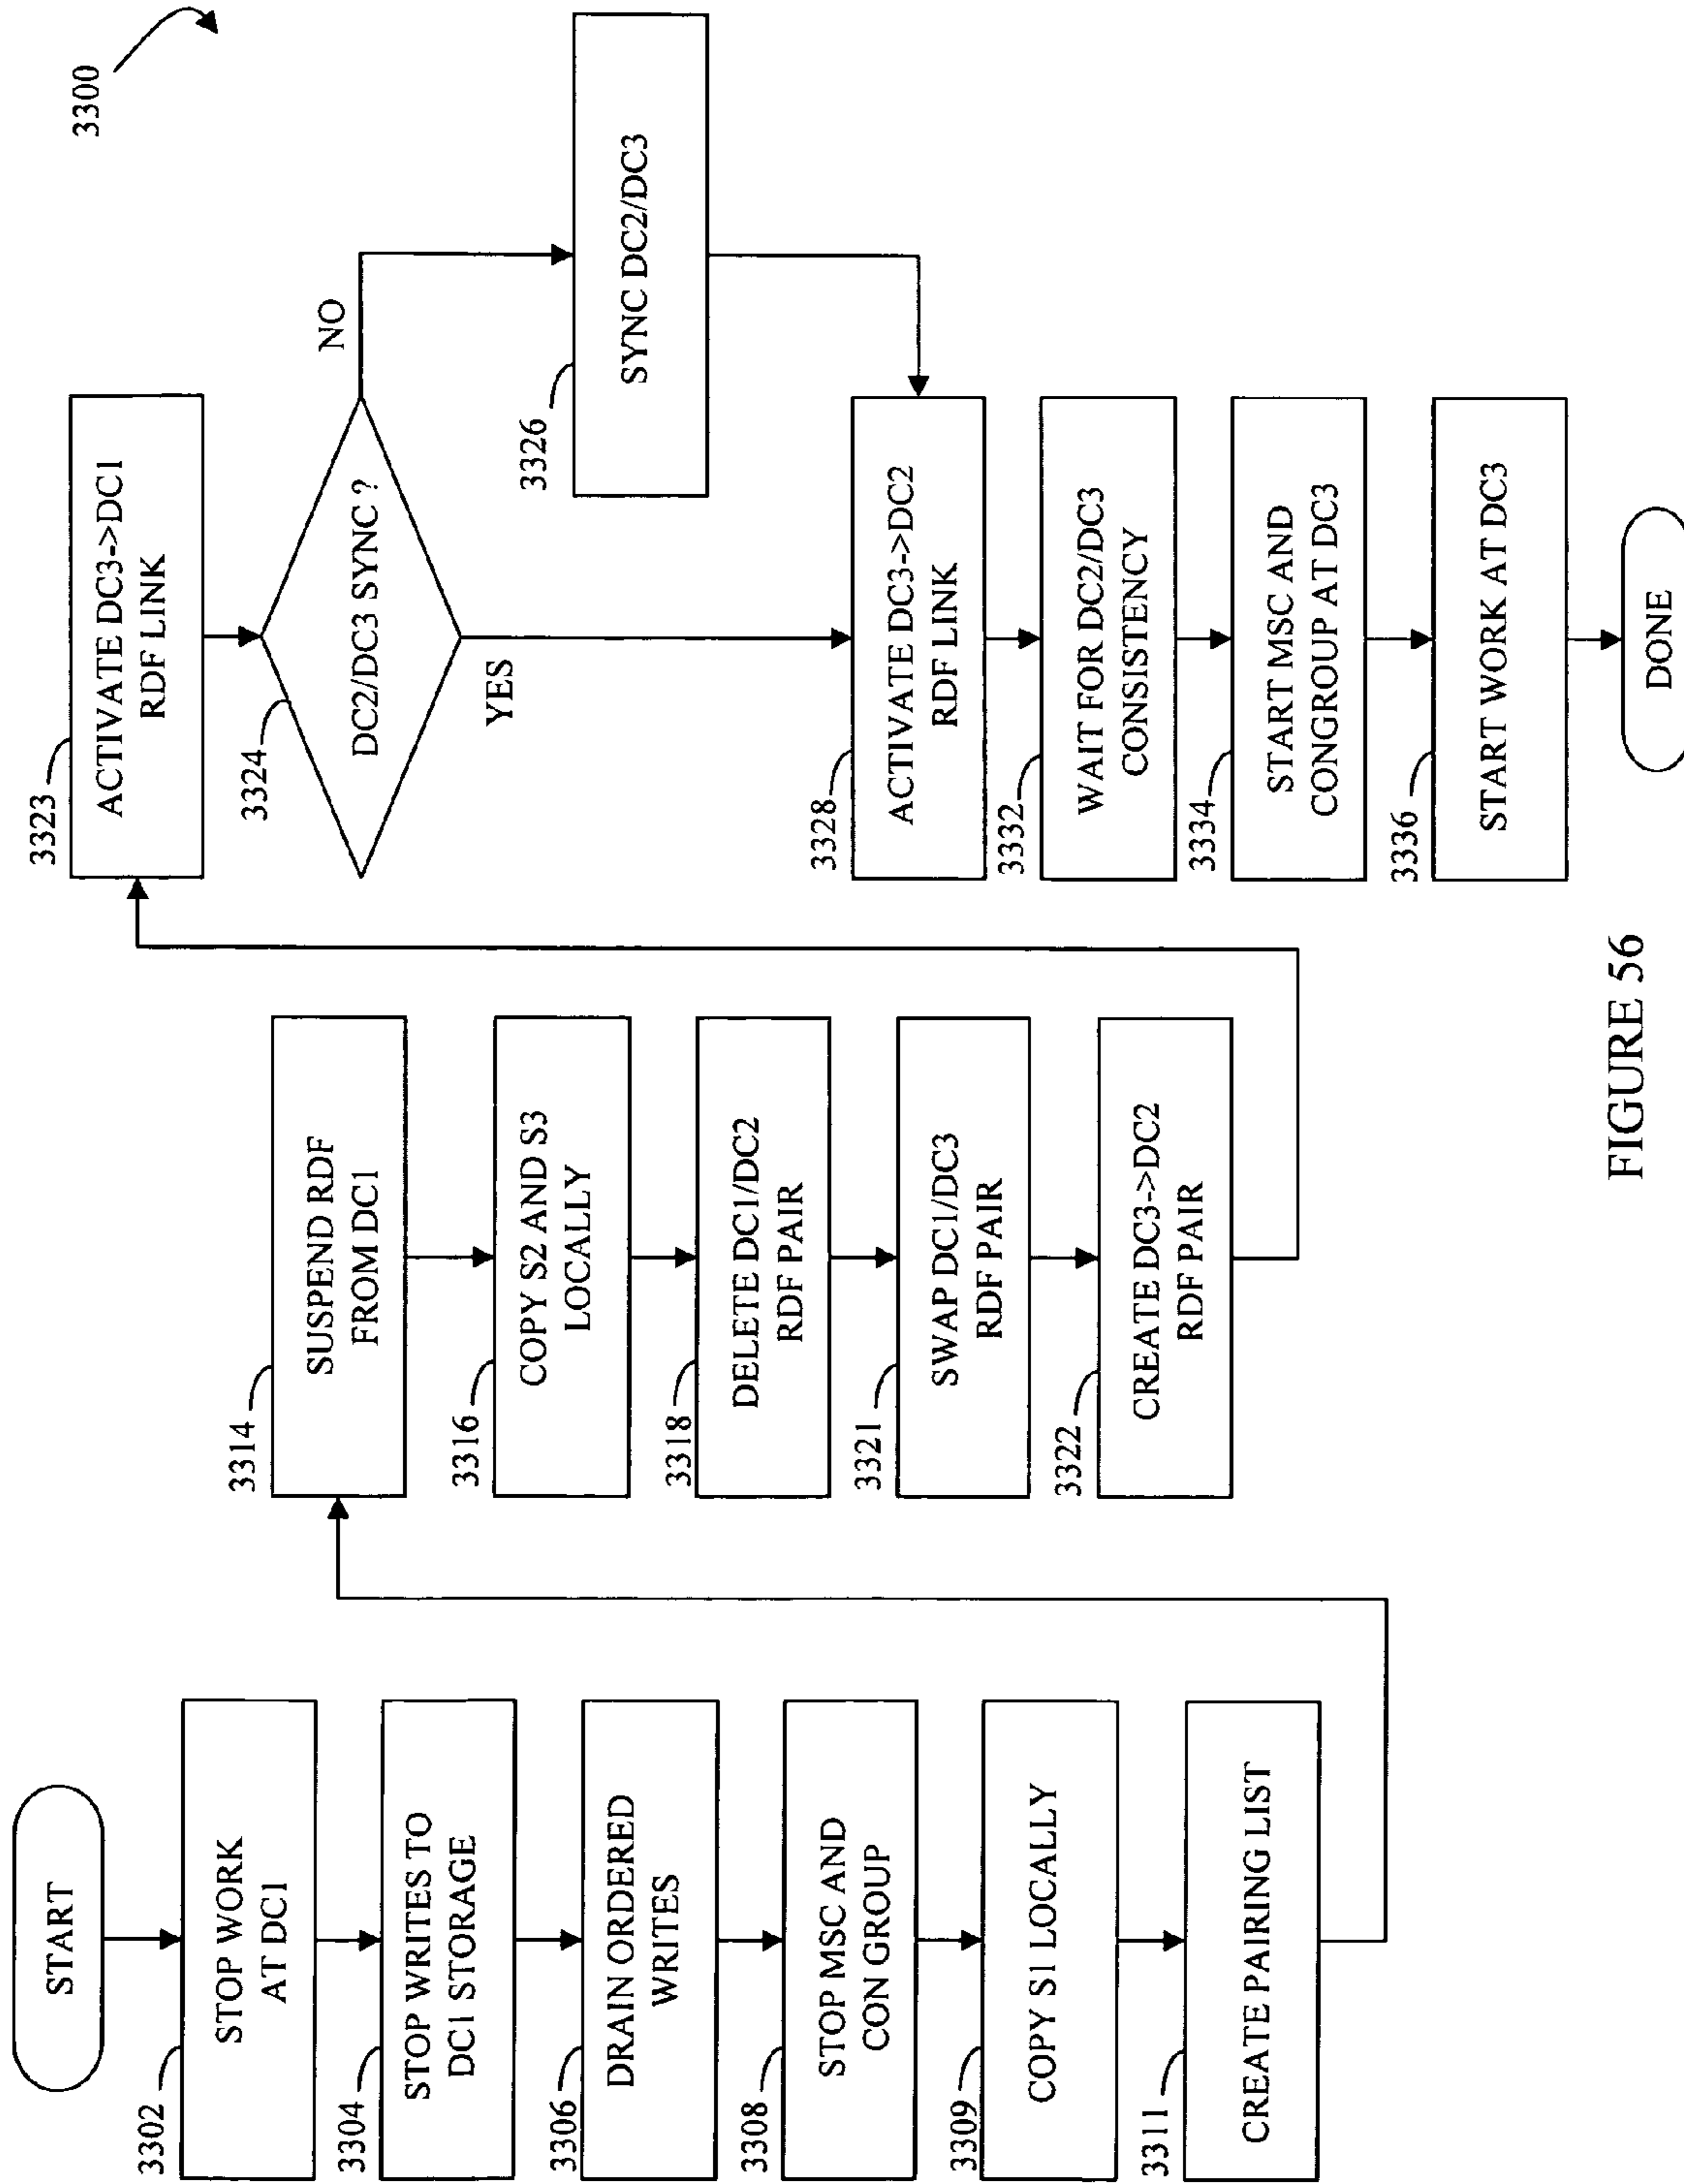 3300
START
3302
STOP WORK
AT DC1
3304
STOP WRITES TO
DC1 STORAGE
3306
DRAIN ORDERED
WRITES
3308
STOP MSC AND
CON GROUP
3309
COPY S1 LOCALLY
3311
CREATE PAIRING LIST
3314
SUSPEND RDF
FROM DC1
3316
COPY S2 AND S3
LOCALLY
3318
DELETE DC1/DC2
RDF PAIR
3321
SWAP DC1/DC3
RDF PAIR
3322
CREATE DC3->DC2
RDF PAIR
3323
ACTIVATE DC3->DC1
RDF LINK
3324
DC2/DC3 SYNC ?
NO
YES
3326
SYNC DC2/DC3
3328
ACTIVATE DC3->DC2
RDF LINK
3332
WAIT FOR DC2/DC3
CONSISTENCY
3334
START MSC AND
CONGROUP AT DC3
3336
START WORK AT DC3
DONE
FIGURE 56